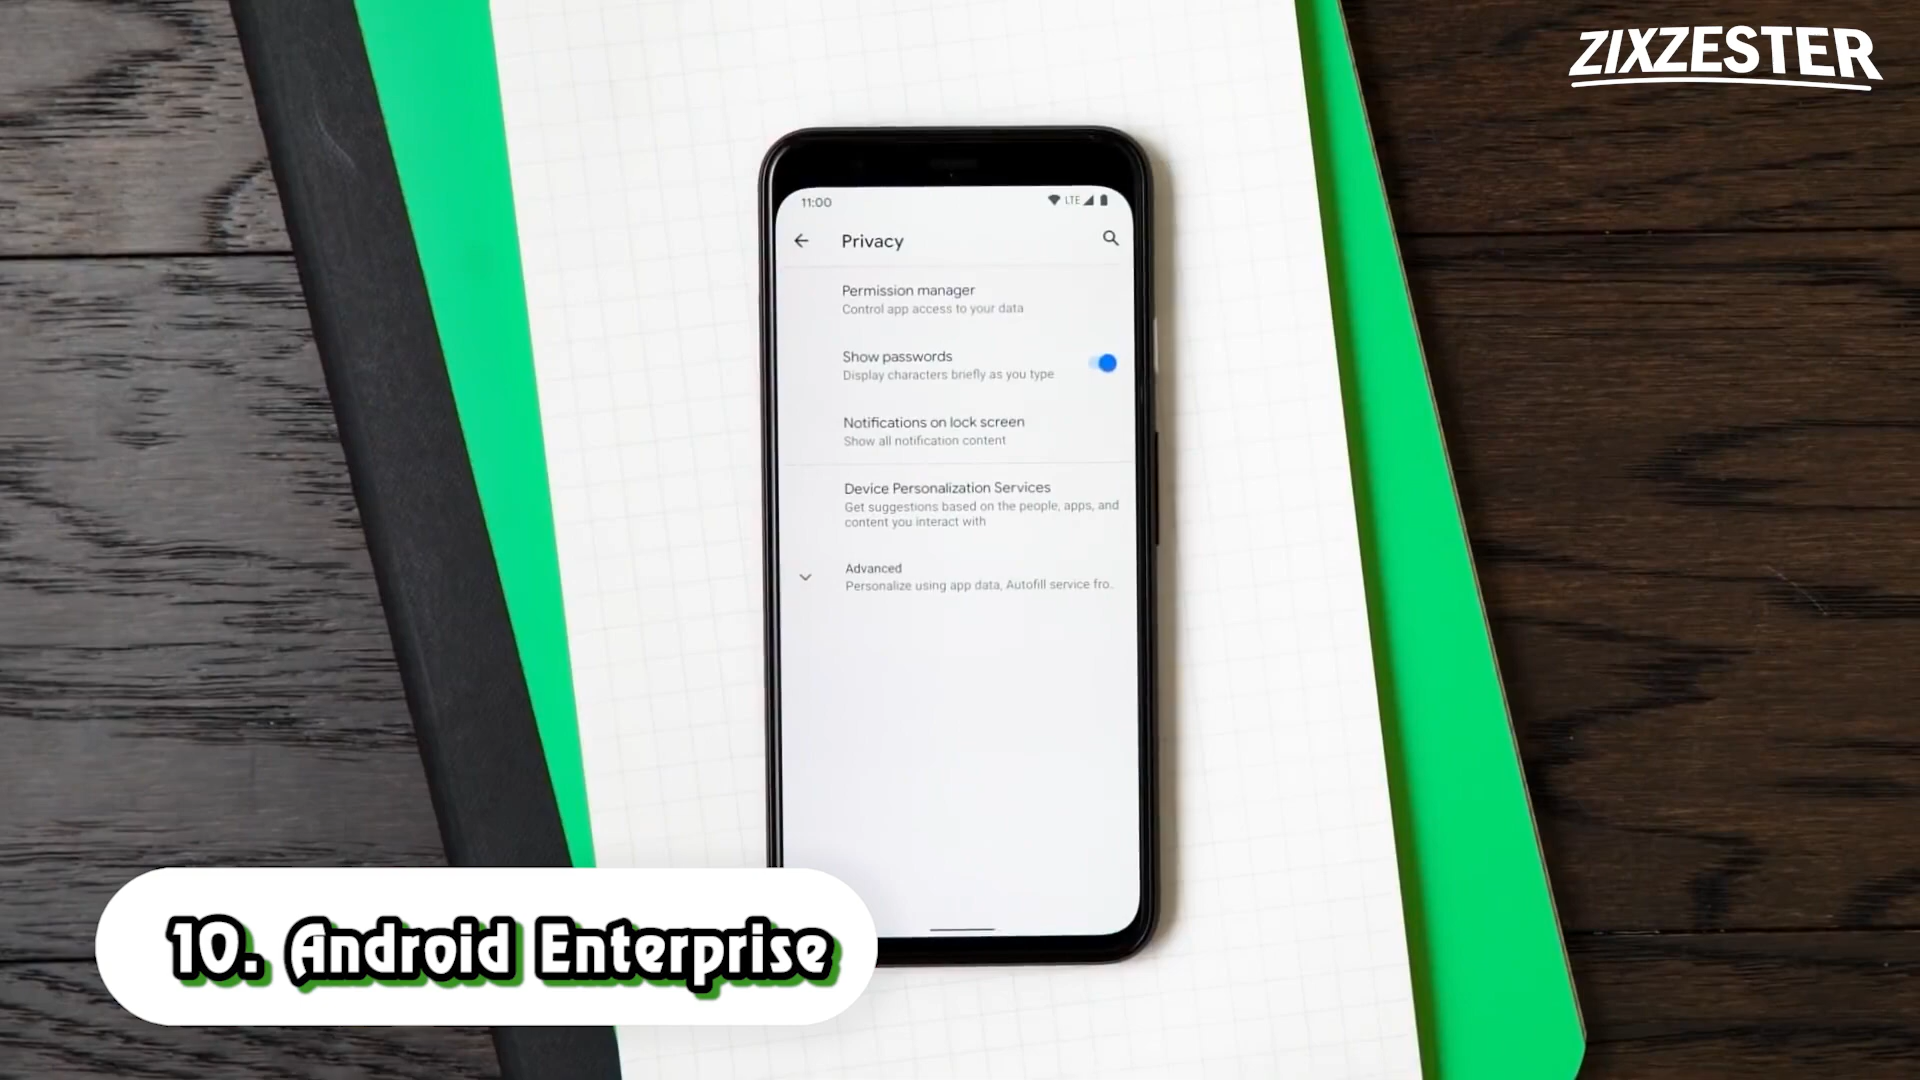 ZIXZESTER
11:00 LTE
Privacy
Permission manager
Control app access to your data
Show passwords
Display characters briefly as you type
Notifications on lock screen
Show all notification content
Device Personalization Services
Get suggestions based on the people, apps, and
content you interact with
Advanced
Personalize using app data, Autofill service fro..
10. Android Enterprise